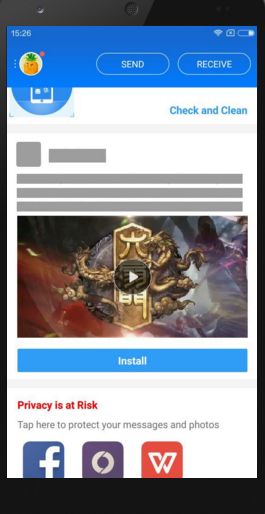 15:26
SEND
RECEIVE
Check and Clean
Install
Privacy is at Risk
Tap here to protect your messages and photos